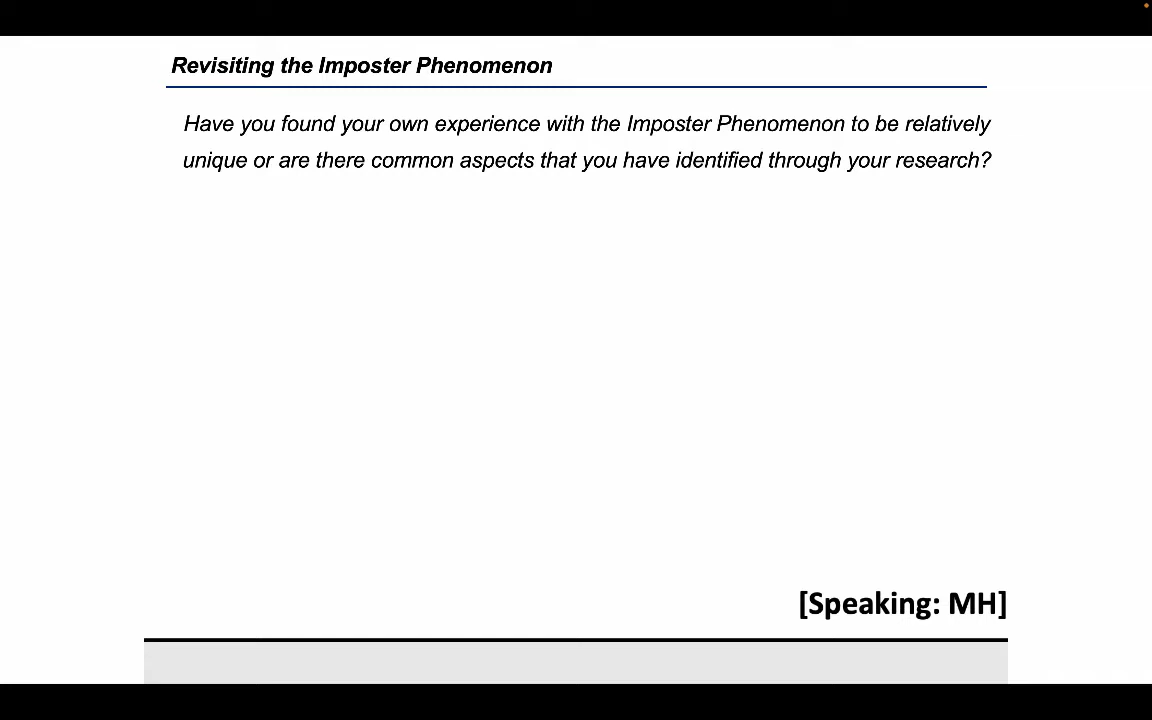 Revisiting the Imposter Phenomenon
Have you found your own experience with the Imposter Phenomenon to be relatively
unique or are there common aspects that you have identified through your research?
[Speaking: MH]